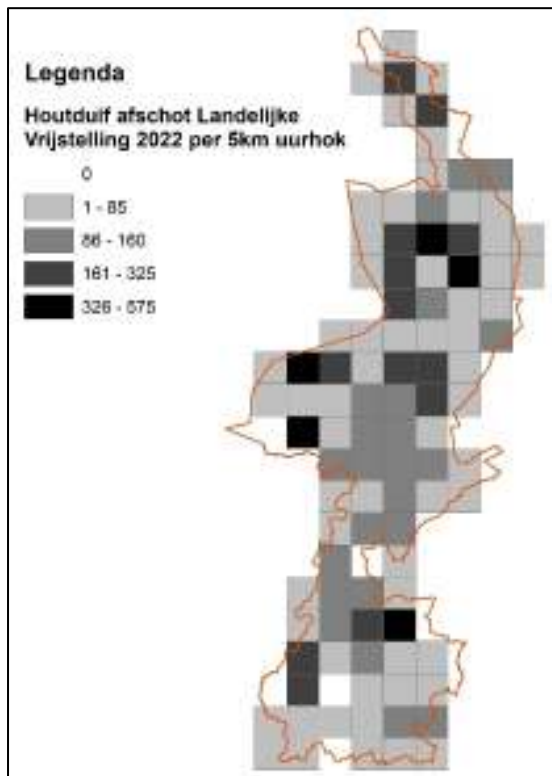 Legenda
Houtduif afschot Landelijke
Vrijstelling 2022 per 5km uurhok
0
1 - 85
86 - 160
161 - 325
326 - 575